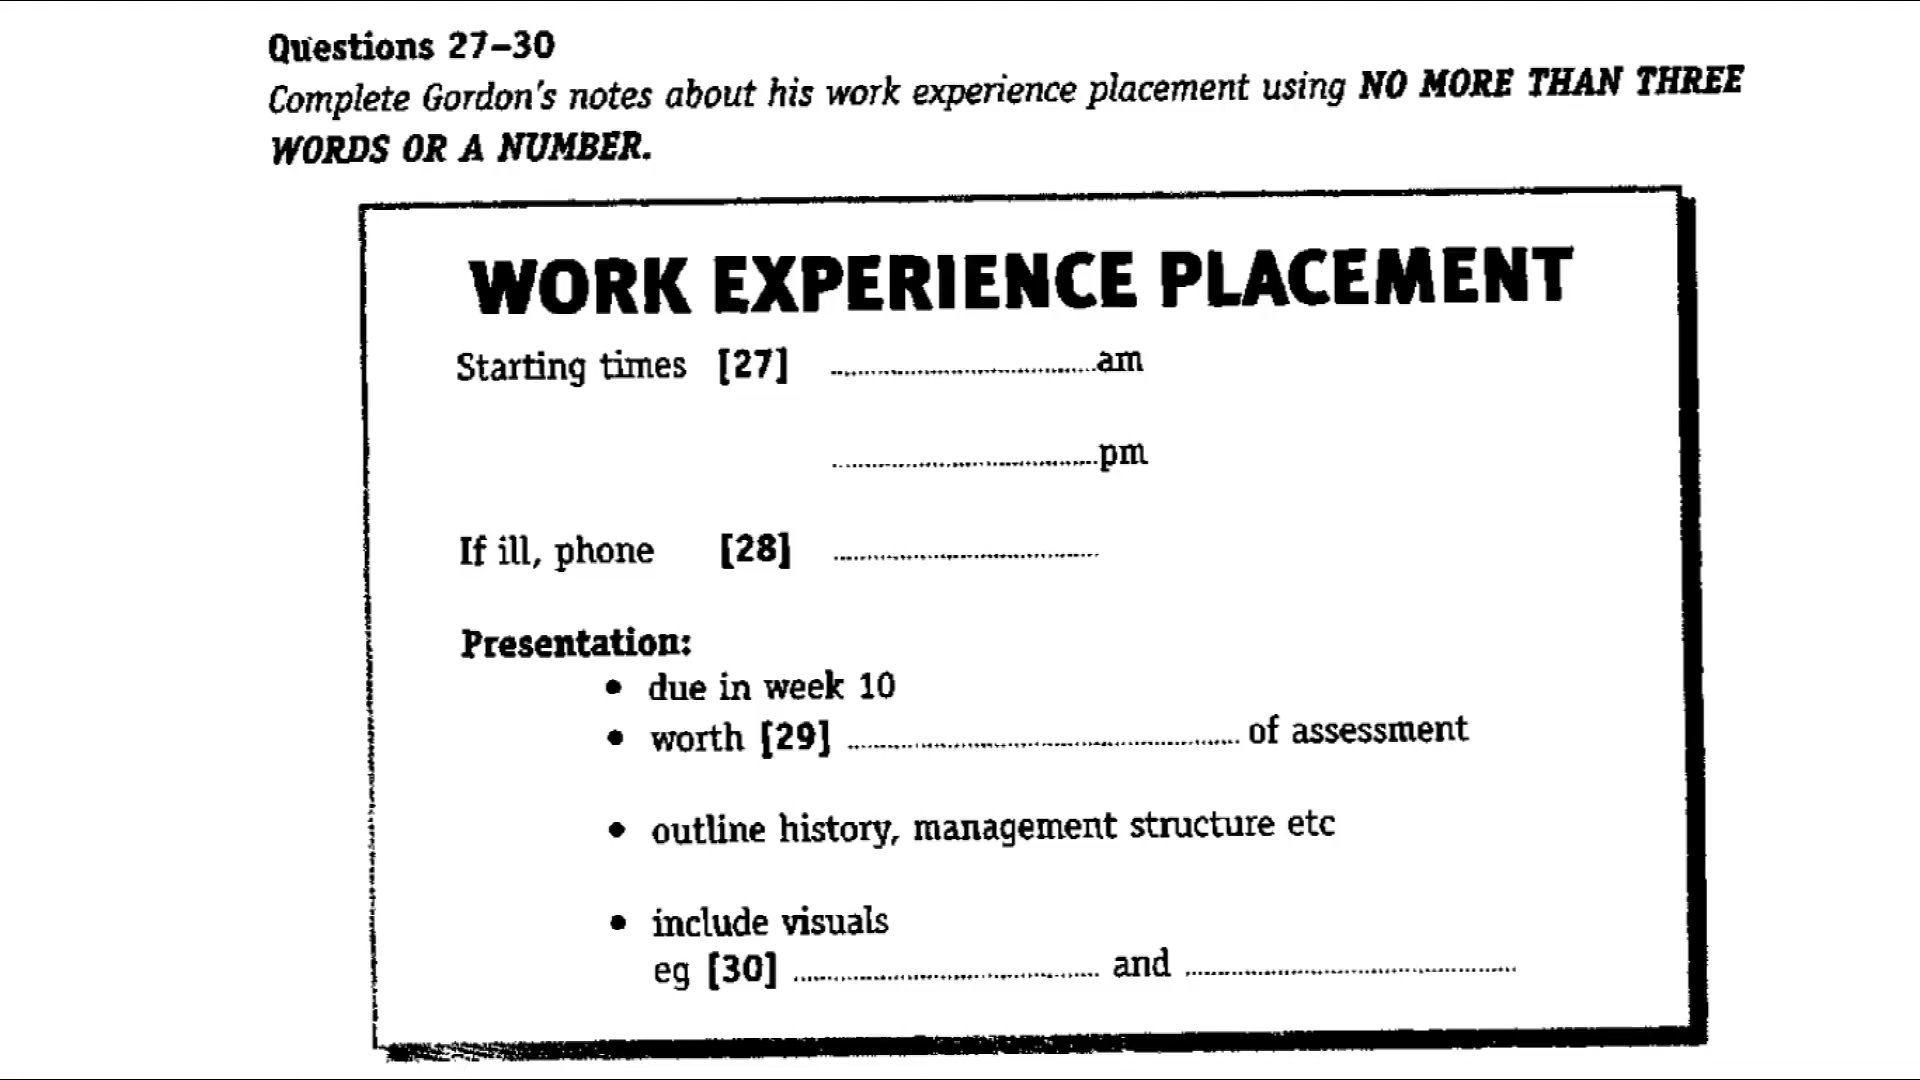 Questions 27–30
Complete Gordon's notes about his work experience placement using NO MORE THAN THREE
WORDS OR A NUMBER.
WORK EXPERIENCE PLACEMENT
Starting times [27] ..............................am
..............................pm
If ill, phone [28] ..............................
Presentation:
• due in week 10
• worth [29] ............................................ of assessment
• outline history, management structure etc
• include visuals
eg [30] .................................. and .....................................